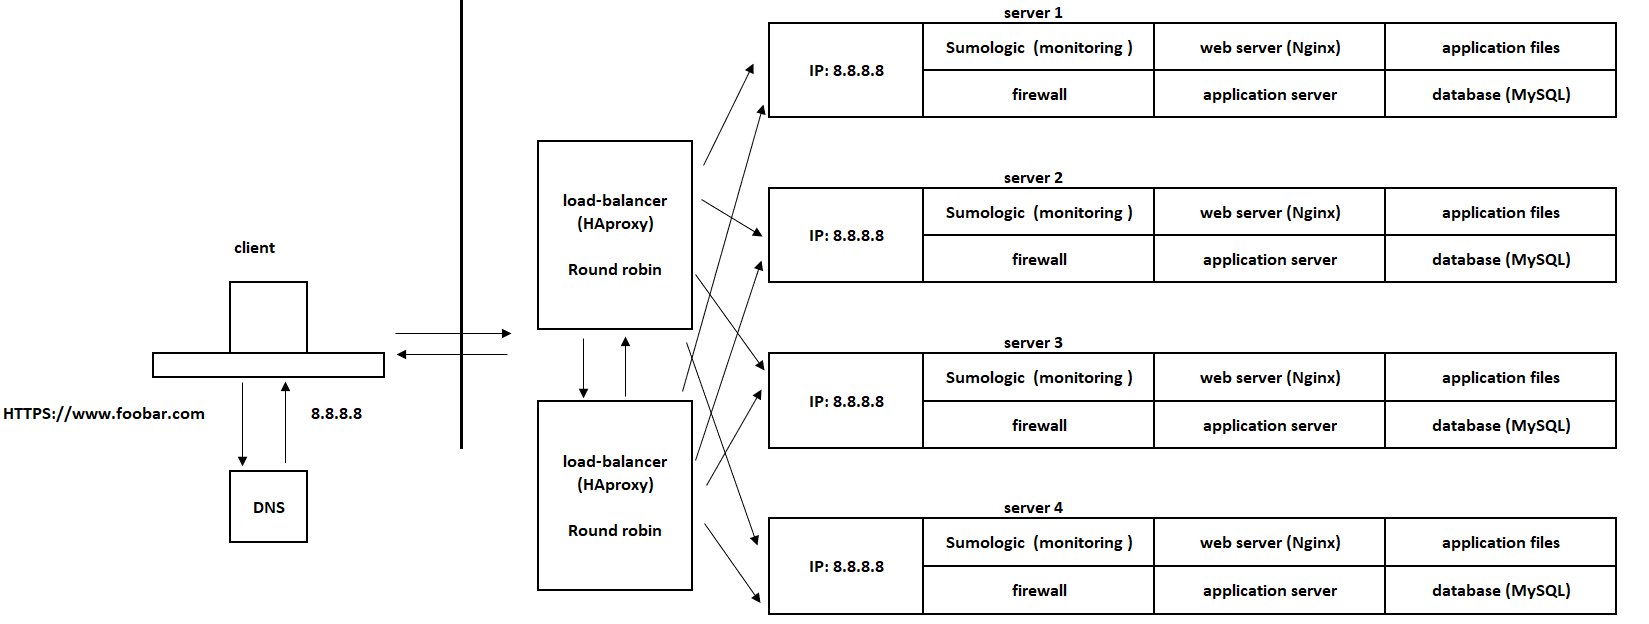 client
HTTPS://www.foobar.com
8.8.8.8
DNS
load-balancer
(HAproxy)
Round robin
load-balancer
(HAproxy)
Round robin
server 1
IP: 8.8.8.8
Sumologic (monitoring )
web server (Nginx)
application files
firewall
application server
database (MySQL)
server 2
IP: 8.8.8.8
Sumologic (monitoring )
web server (Nginx)
application files
firewall
application server
database (MySQL)
server 3
IP: 8.8.8.8
Sumologic (monitoring )
web server (Nginx)
application files
firewall
application server
database (MySQL)
server 4
IP: 8.8.8.8
Sumologic (monitoring )
web server (Nginx)
application files
firewall
application server
database (MySQL)